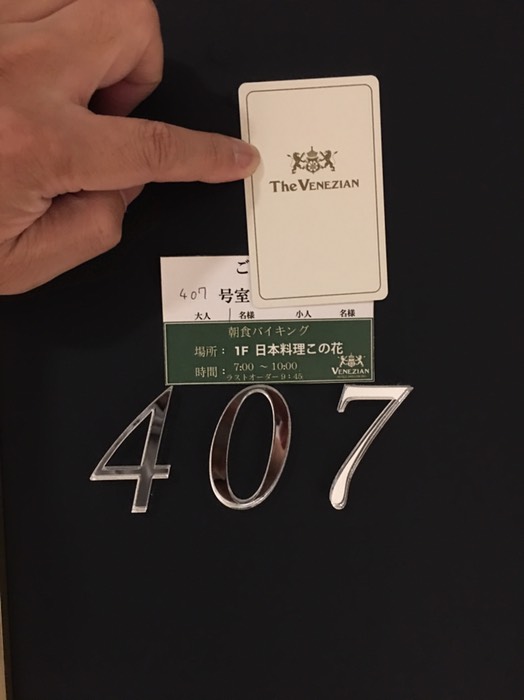 The VENEZIAN
ご
407 号室
大人 名様 小人 名様
朝食バイキング
場所： 1F 日本料理この花
時間： 7:00 〜 10:00
ラストオーダー 9：45
VENEZIAN
407